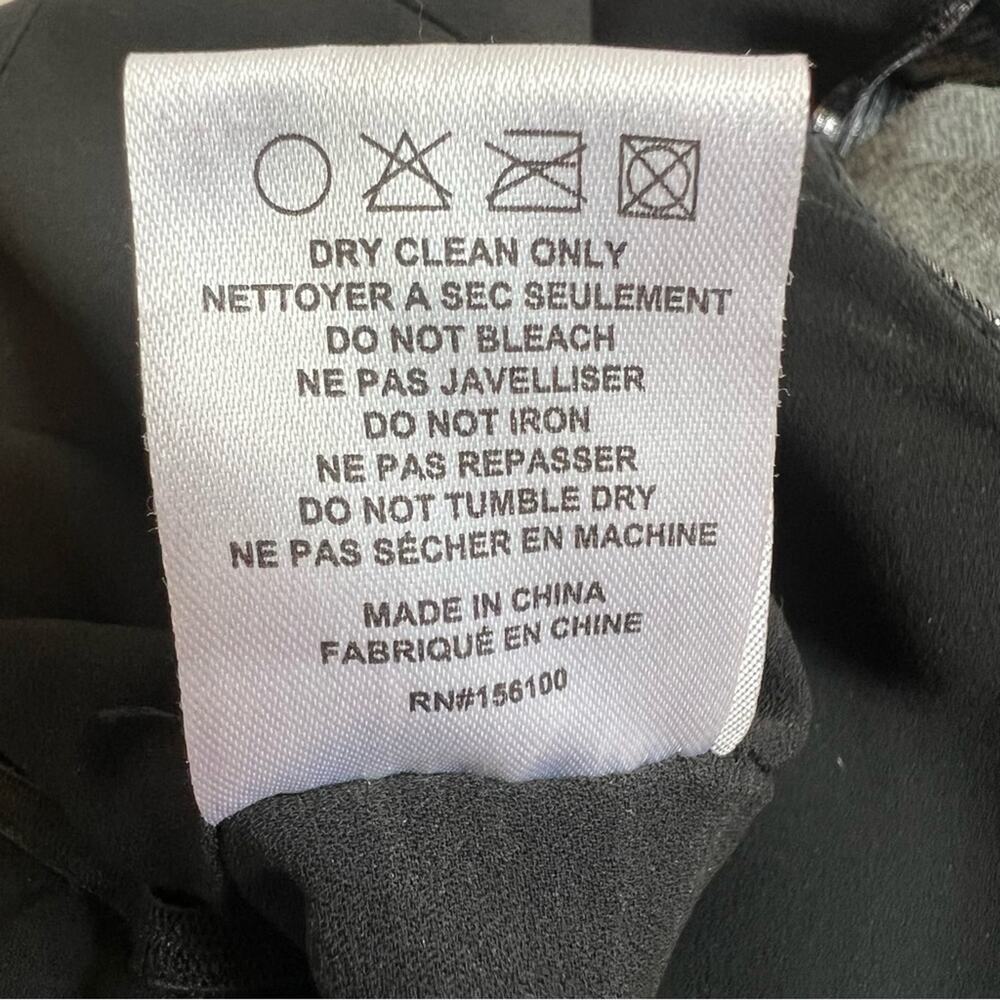 DRY CLEAN ONLY
NETTOYER A SEC SEULEMENT
DO NOT BLEACH
NE PAS JAVELLISER
DO NOT IRON
NE PAS REPASSER
DO NOT TUMBLE DRY
NE PAS SÉCHER EN MACHINE
MADE IN CHINA
FABRIQUÉ EN CHINE
RN#156100